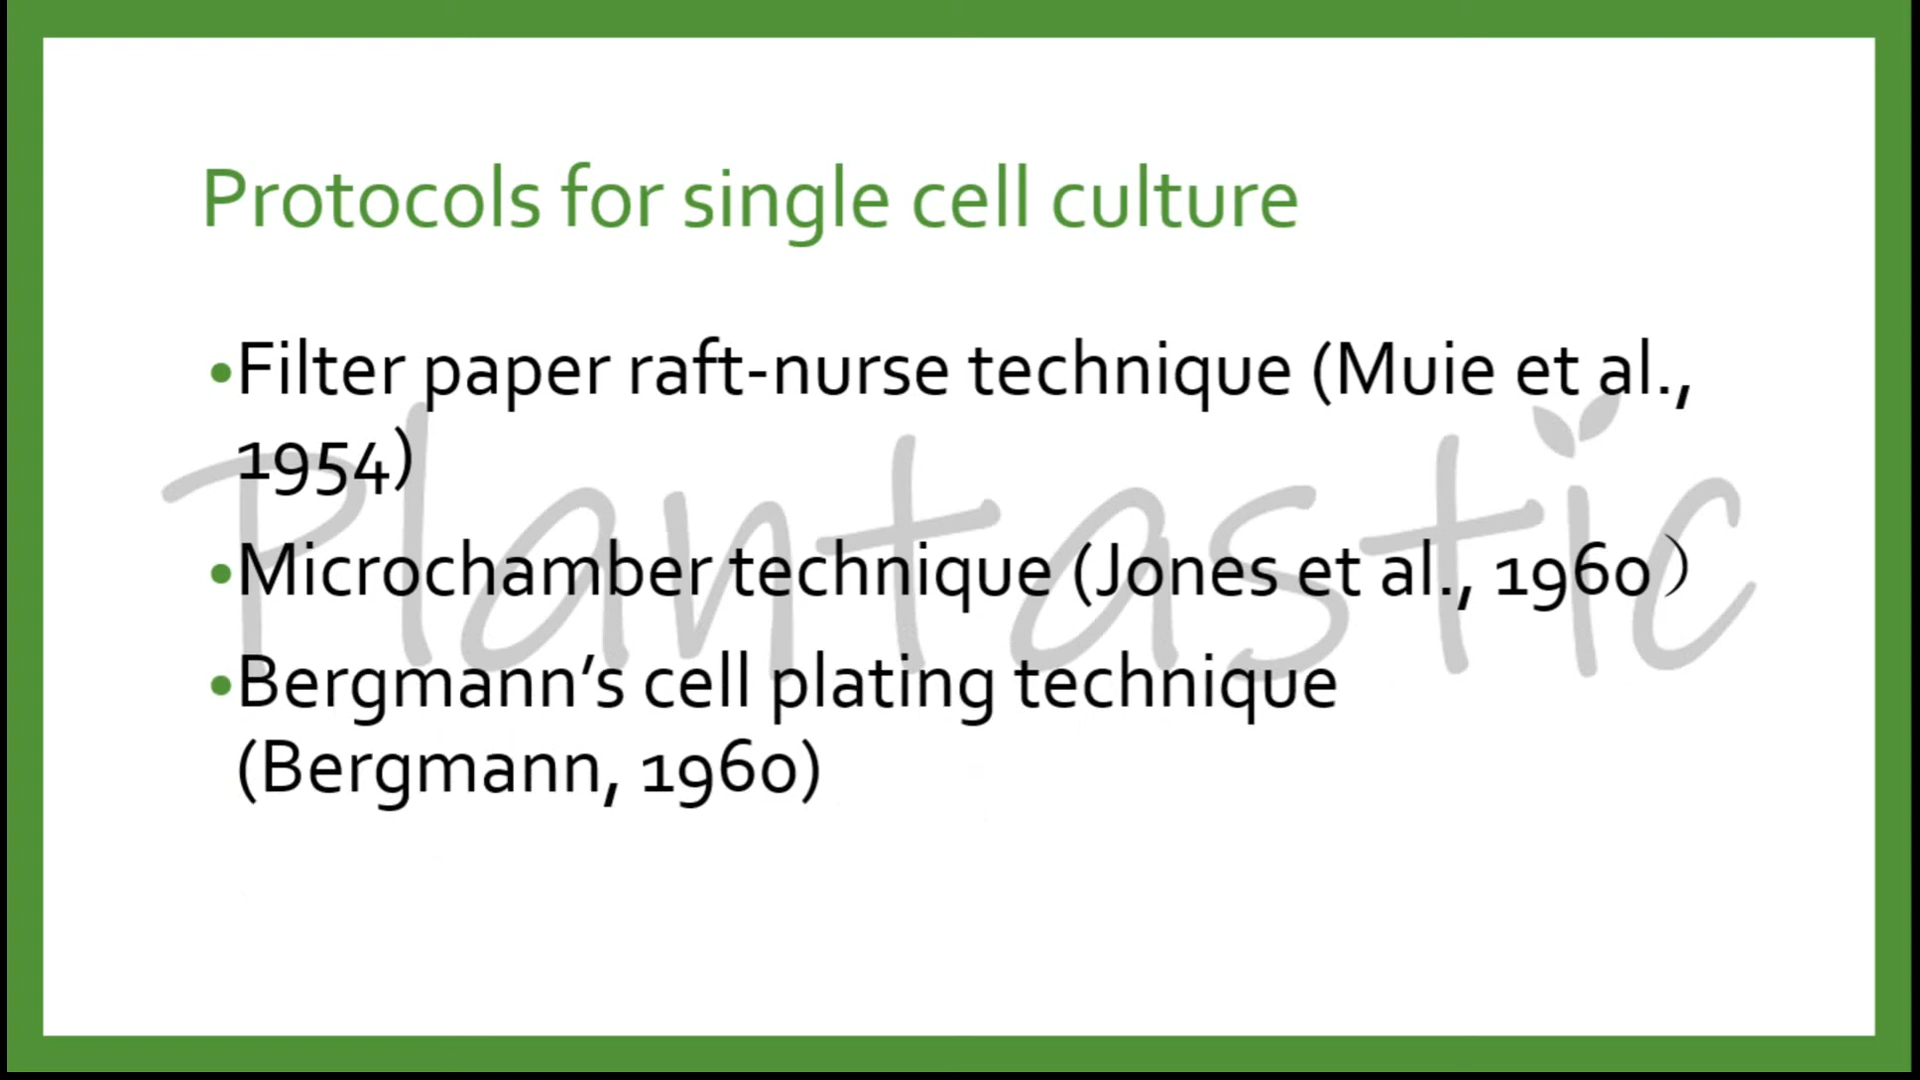 Protocols for single cell culture
•Filter paper raft-nurse technique (Muie et al.,
1954)
•Microchamber technique (Jones et al., 1960）
•Bergmann’s cell plating technique
(Bergmann, 1960)
Plantastic